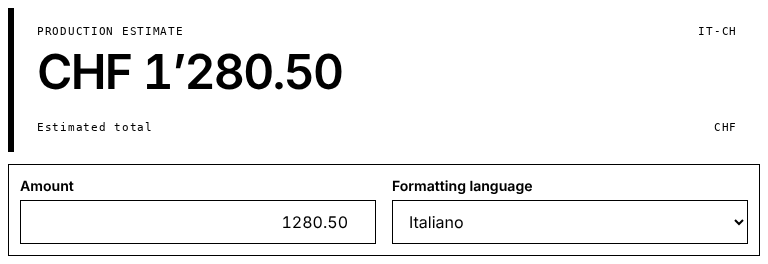 PRODUCTION ESTIMATE IT-CH
CHF 1’280.50
Estimated total CHF
Amount Formatting language
1280.50 Italiano